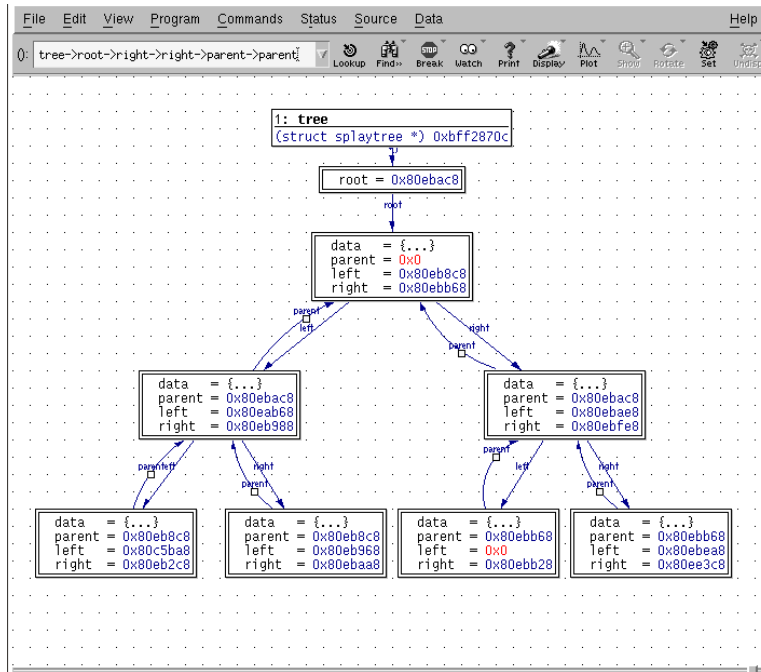 File Edit View Program Commands Status Source Data Help
(): tree->root->right->right->parent->parent
Lookup Find» Break Watch Print Display Plot Show Rotate Set Undisp
1: tree
(struct splaytree *) 0xbff2870c
root = 0x80ebac8
root
data = {...}
parent = 0x0
left = 0x80eb8c8
right = 0x80ebb68
parent
left
right
parent
data = {...}
parent = 0x80ebac8
left = 0x80eab68
right = 0x80eb988
data = {...}
parent = 0x80ebac8
left = 0x80ebae8
right = 0x80ebfe8
parent
left
right
parent
parent
left
right
parent
data = {...}
parent = 0x80eb8c8
left = 0x80c5ba8
right = 0x80eb2c8
data = {...}
parent = 0x80eb8c8
left = 0x80eb968
right = 0x80ebaa8
data = {...}
parent = 0x80ebb68
left = 0x0
right = 0x80ebb28
data = {...}
parent = 0x80ebb68
left = 0x80ebea8
right = 0x80ee3c8